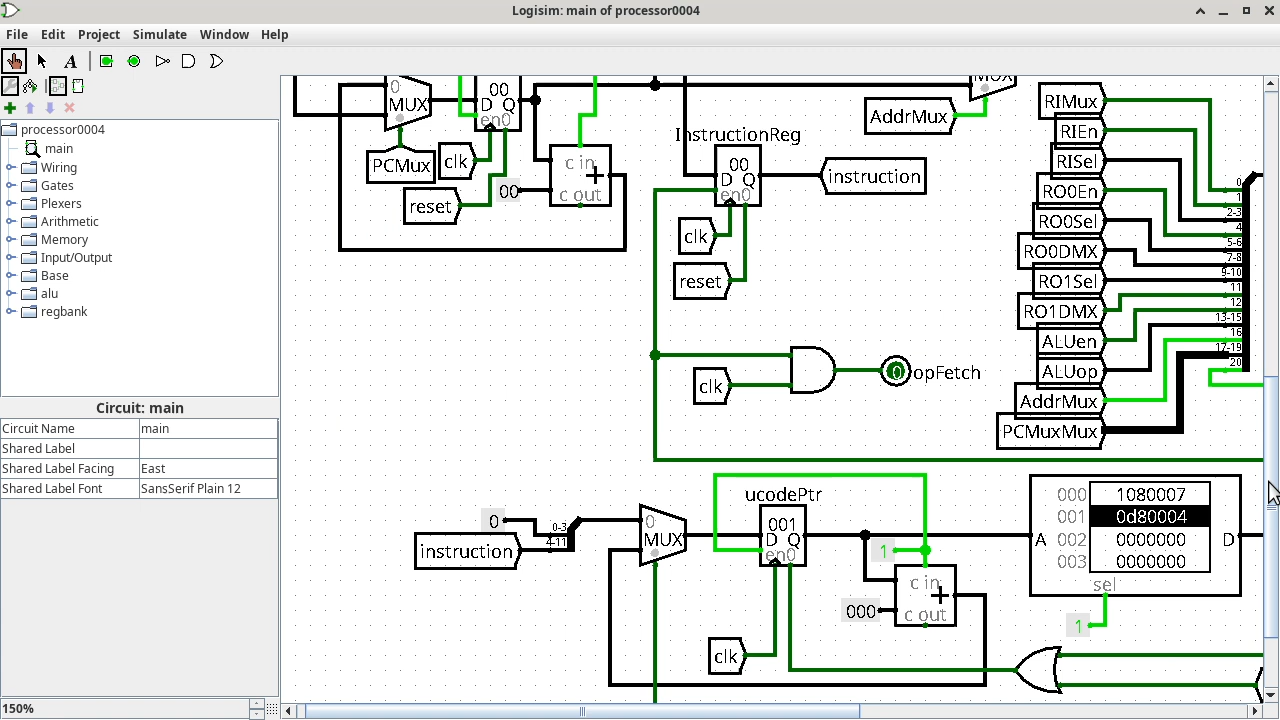 Logisim: main of processor0004
File Edit Project Simulate Window Help
A
processor0004
main
Wiring
Gates
Plexers
Arithmetic
Memory
Input/Output
Base
alu
regbank
Circuit: main
Circuit Name main
Shared Label
Shared Label Facing East
Shared Label Font SansSerif Plain 12
150%
0
MUX
PCMux
00
D Q
en0
clk
reset
00
c in
+
c out
InstructionReg
00
D Q
en0
instruction
clk
reset
AddrMux
MUX
clk
0
opFetch
RIMux
RIEn
RISel
RO0En
RO0Sel
RO0DMX
RO1Sel
RO1DMX
ALUen
ALUop
AddrMux
PCMuxMux
0
1
2-3
4
5-6
7-8
9-10
11
12
13-15
16
17-19
20
0
0-3
4-11
instruction
0
MUX
ucodePtr
001
D Q
en0
clk
1
000
c in
+
c out
000 1080007
001 0d80004
002 0000000
003 0000000
A
D
sel
1